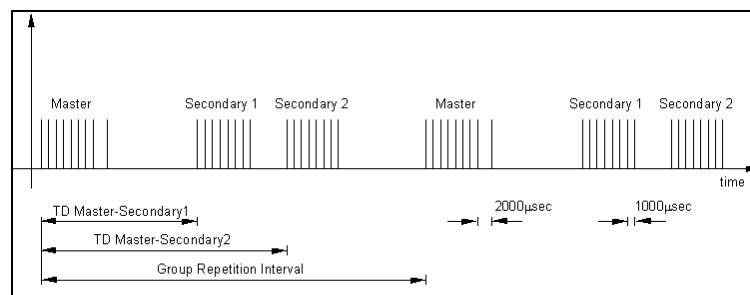 Master
Secondary 1
Secondary 2
Master
Secondary 1
Secondary 2
time
TD Master-Secondary1
2000μsec
1000μsec
TD Master-Secondary2
Group Repetition Interval